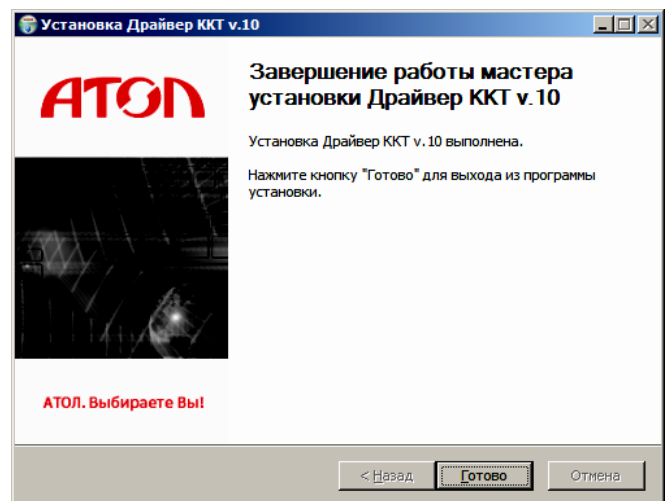 Установка Драйвер ККТ v.10
АТОЛ
Завершение работы мастера
установки Драйвер ККТ v.10
Установка Драйвер ККТ v.10 выполнена.
Нажмите кнопку "Готово" для выхода из программы
установки.
АТОЛ. Выбираете Вы!
< Назад
Готово
Отмена